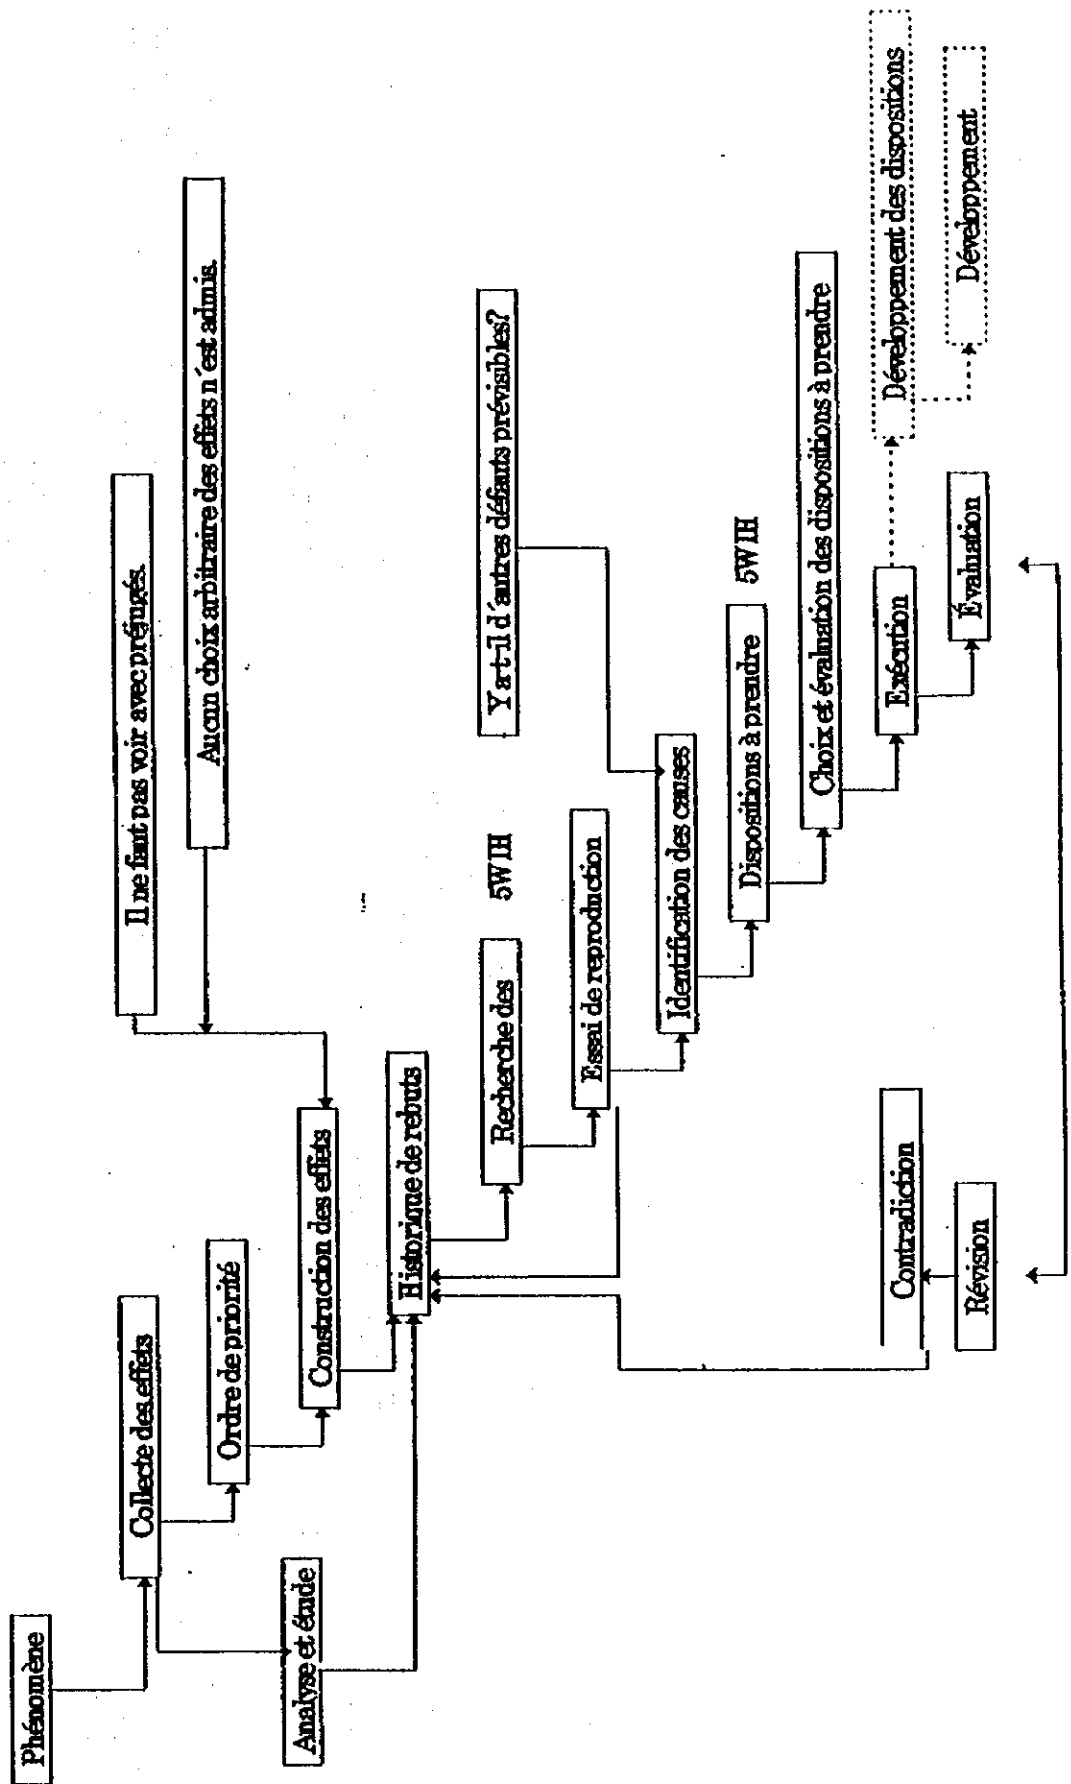 Phénomène
Collecte des effets
Il ne faut pas voir avec préjugés.
Aucun choix arbitraire des effets n'est admis.
Ordre de priorité
Analyse et étude
Construction des effets
Historique de rebuts
Recherche des
5W1H
Y a t-il d'autres défauts prévisibles?
Essai de reproduction
Identification des causes
Dispositions à prendre
5W1H
Choix et évaluation des dispositions à prendre
Contradiction
Exécution
Développement des dispositions
Révision
Évaluation
Développement